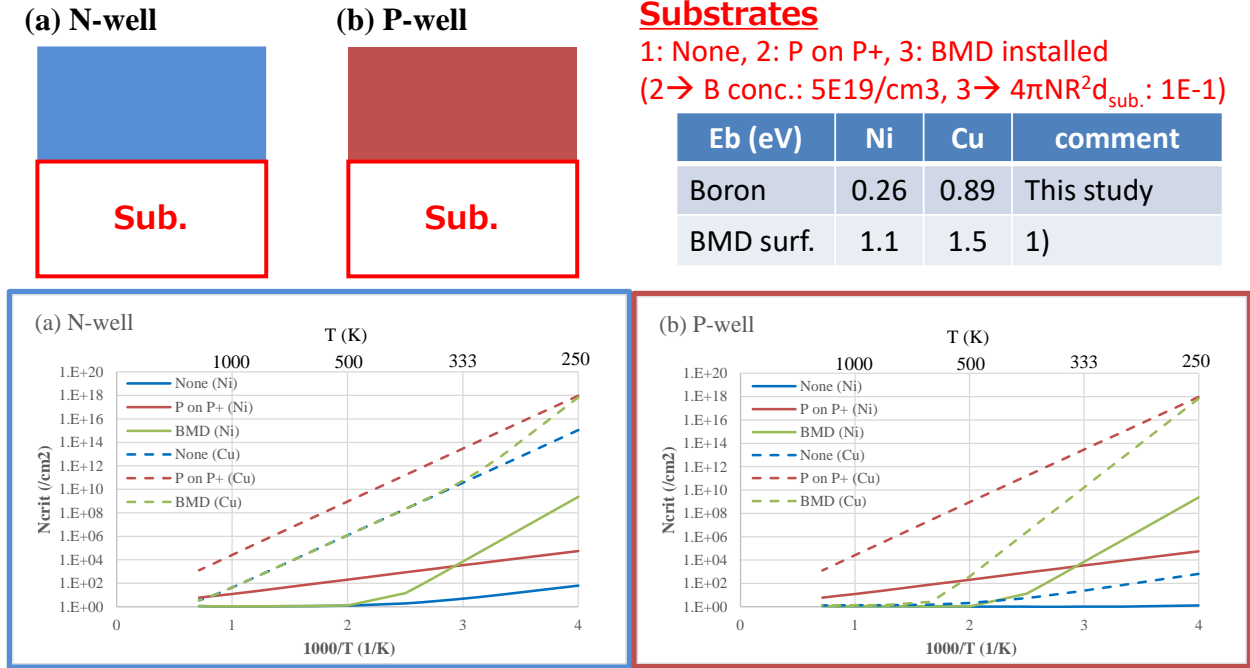 (a) N-well
(b) P-well
Substrates
1: None, 2: P on P+, 3: BMD installed
(2→ B conc.: 5E19/cm3, 3→ 4πNR²d_sub.: 1E-1)
Eb (eV) Ni Cu comment
Boron 0.26 0.89 This study
BMD surf. 1.1 1.5 1)
Sub.
Sub.
(a) N-well
T (K)
1000 500 333 250
1.E+20
1.E+18
1.E+16
1.E+14
1.E+12
1.E+10
1.E+08
1.E+06
1.E+04
1.E+02
1.E+00
Ncrit (/cm2)
None (Ni)
P on P+ (Ni)
BMD (Ni)
None (Cu)
P on P+ (Cu)
BMD (Cu)
0 1 2 3 4
1000/T (1/K)
(b) P-well
T (K)
1000 500 333 250
1.E+20
1.E+18
1.E+16
1.E+14
1.E+12
1.E+10
1.E+08
1.E+06
1.E+04
1.E+02
1.E+00
Ncrit (/cm2)
None (Ni)
P on P+ (Ni)
BMD (Ni)
None (Cu)
P on P+ (Cu)
BMD (Cu)
0 1 2 3 4
1000/T (1/K)